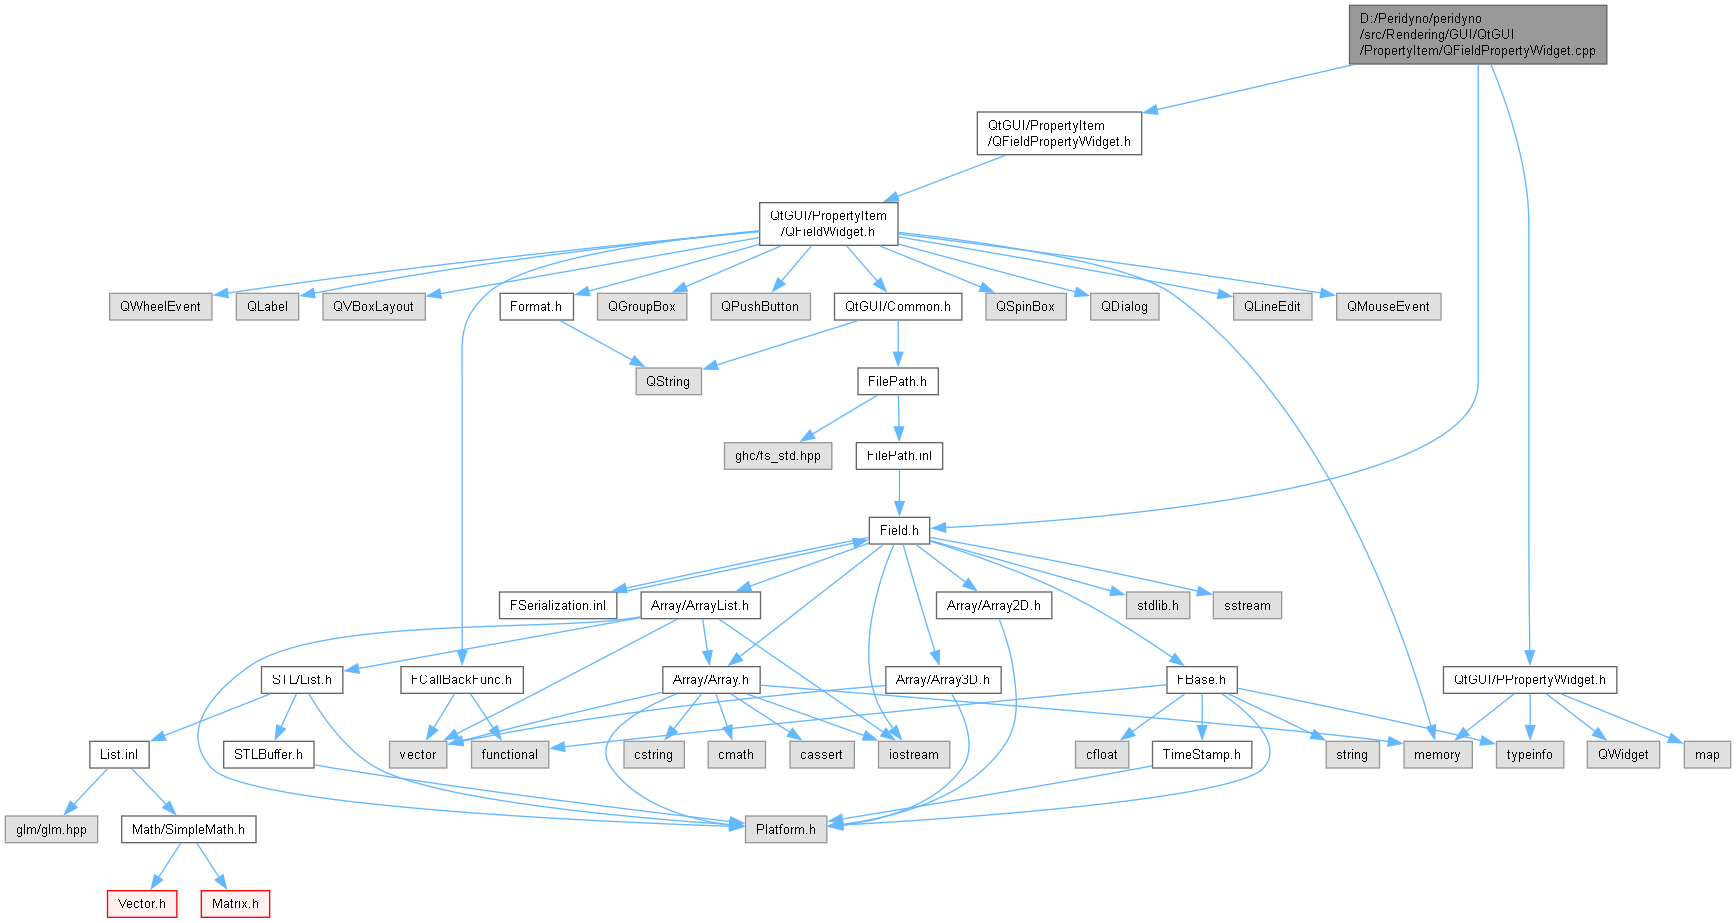 D:/Peridyno/peridyno
/src/Rendering/GUI/QtGUI
/PropertyItem/QFieldPropertyWidget.cpp
QtGUI/PropertyItem
/QFieldPropertyWidget.h
QtGUI/PropertyItem
/QFieldWidget.h
QWheelEvent
QLabel
QVBoxLayout
Format.h
QGroupBox
QPushButton
QtGUI/Common.h
QSpinBox
QDialog
QLineEdit
QMouseEvent
QString
FilePath.h
ghc/fs_std.hpp
FilePath.inl
Field.h
FSerialization.inl
Array/ArrayList.h
Array/Array2D.h
stdlib.h
sstream
STL/List.h
FCallBackFunc.h
Array/Array.h
Array/Array3D.h
FBase.h
QtGUI/PPropertyWidget.h
List.inl
STLBuffer.h
vector
functional
cstring
cmath
cassert
iostream
cfloat
TimeStamp.h
string
memory
typeinfo
QWidget
map
glm/glm.hpp
Math/SimpleMath.h
Platform.h
Vector.h
Matrix.h